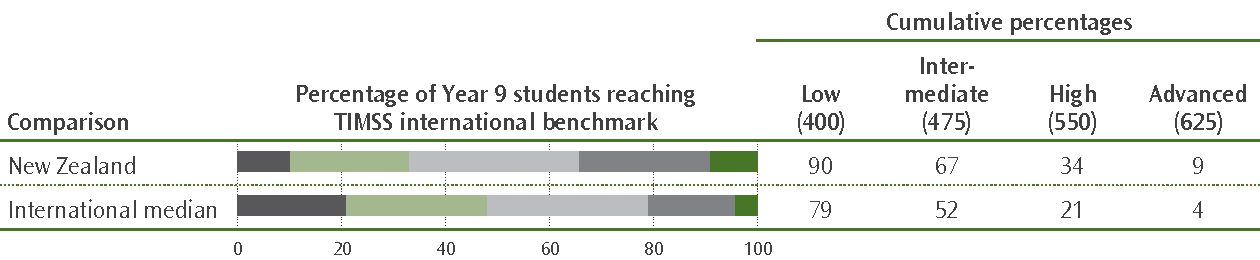 Cumulative percentages
Comparison
Percentage of Year 9 students reaching
TIMSS international benchmark
Low
(400)
Inter-
mediate
(475)
High
(550)
Advanced
(625)
New Zealand 90 67 34 9
International median 79 52 21 4
0 20 40 60 80 100